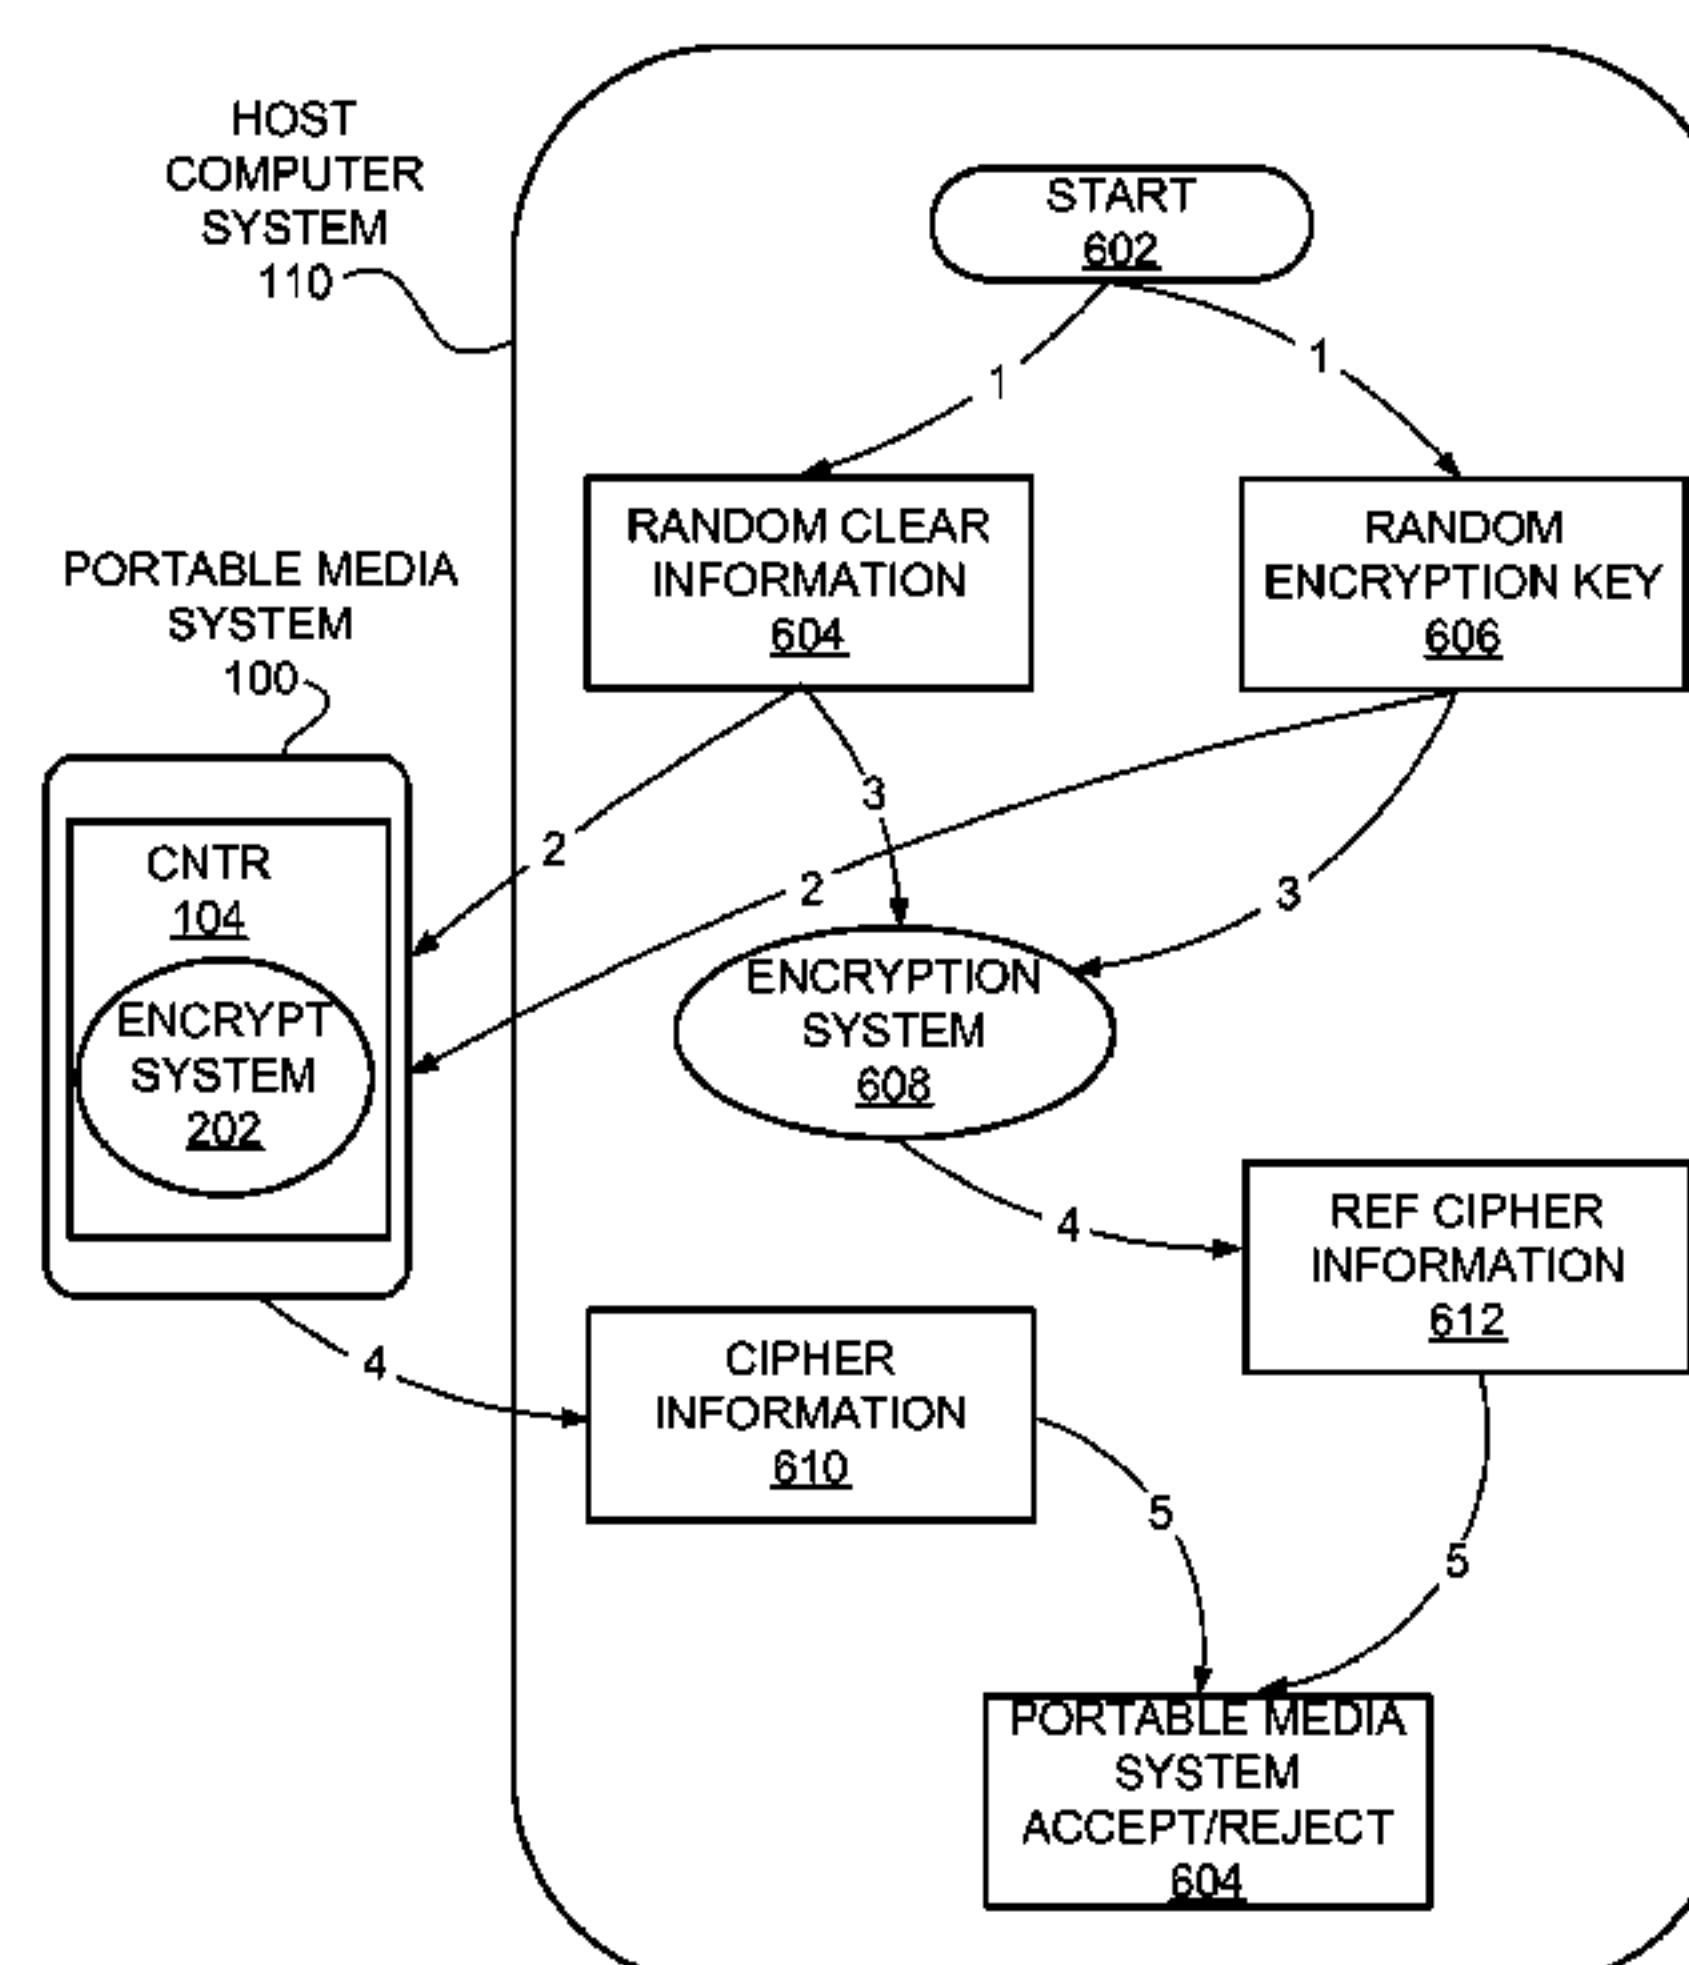 HOST
COMPUTER
SYSTEM
110
START
602
1
1
RANDOM CLEAR
INFORMATION
604
RANDOM
ENCRYPTION KEY
606
PORTABLE MEDIA
SYSTEM
100
CNTR
104
ENCRYPT
SYSTEM
202
2
3
2
3
ENCRYPTION
SYSTEM
608
4
REF CIPHER
INFORMATION
612
4
CIPHER
INFORMATION
610
5
5
PORTABLE MEDIA
SYSTEM
ACCEPT/REJECT
604